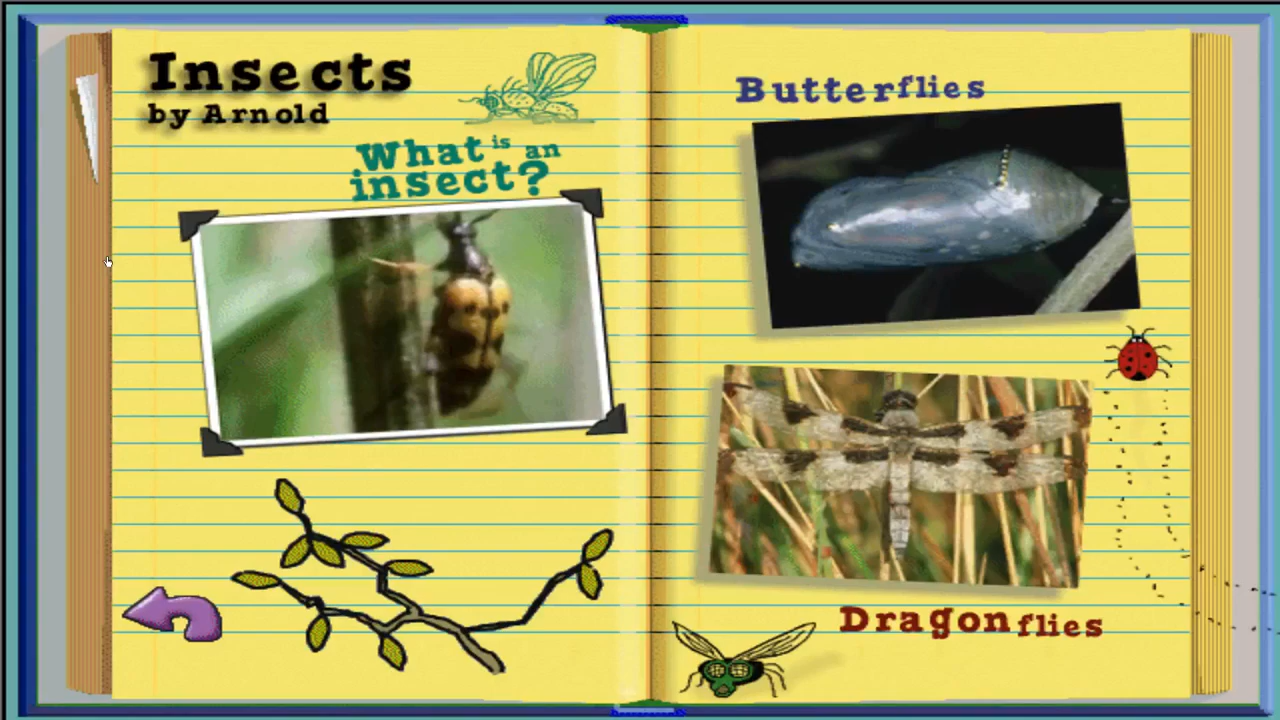 Insects
by Arnold
What is an
insect?
Butterflies
Dragonflies